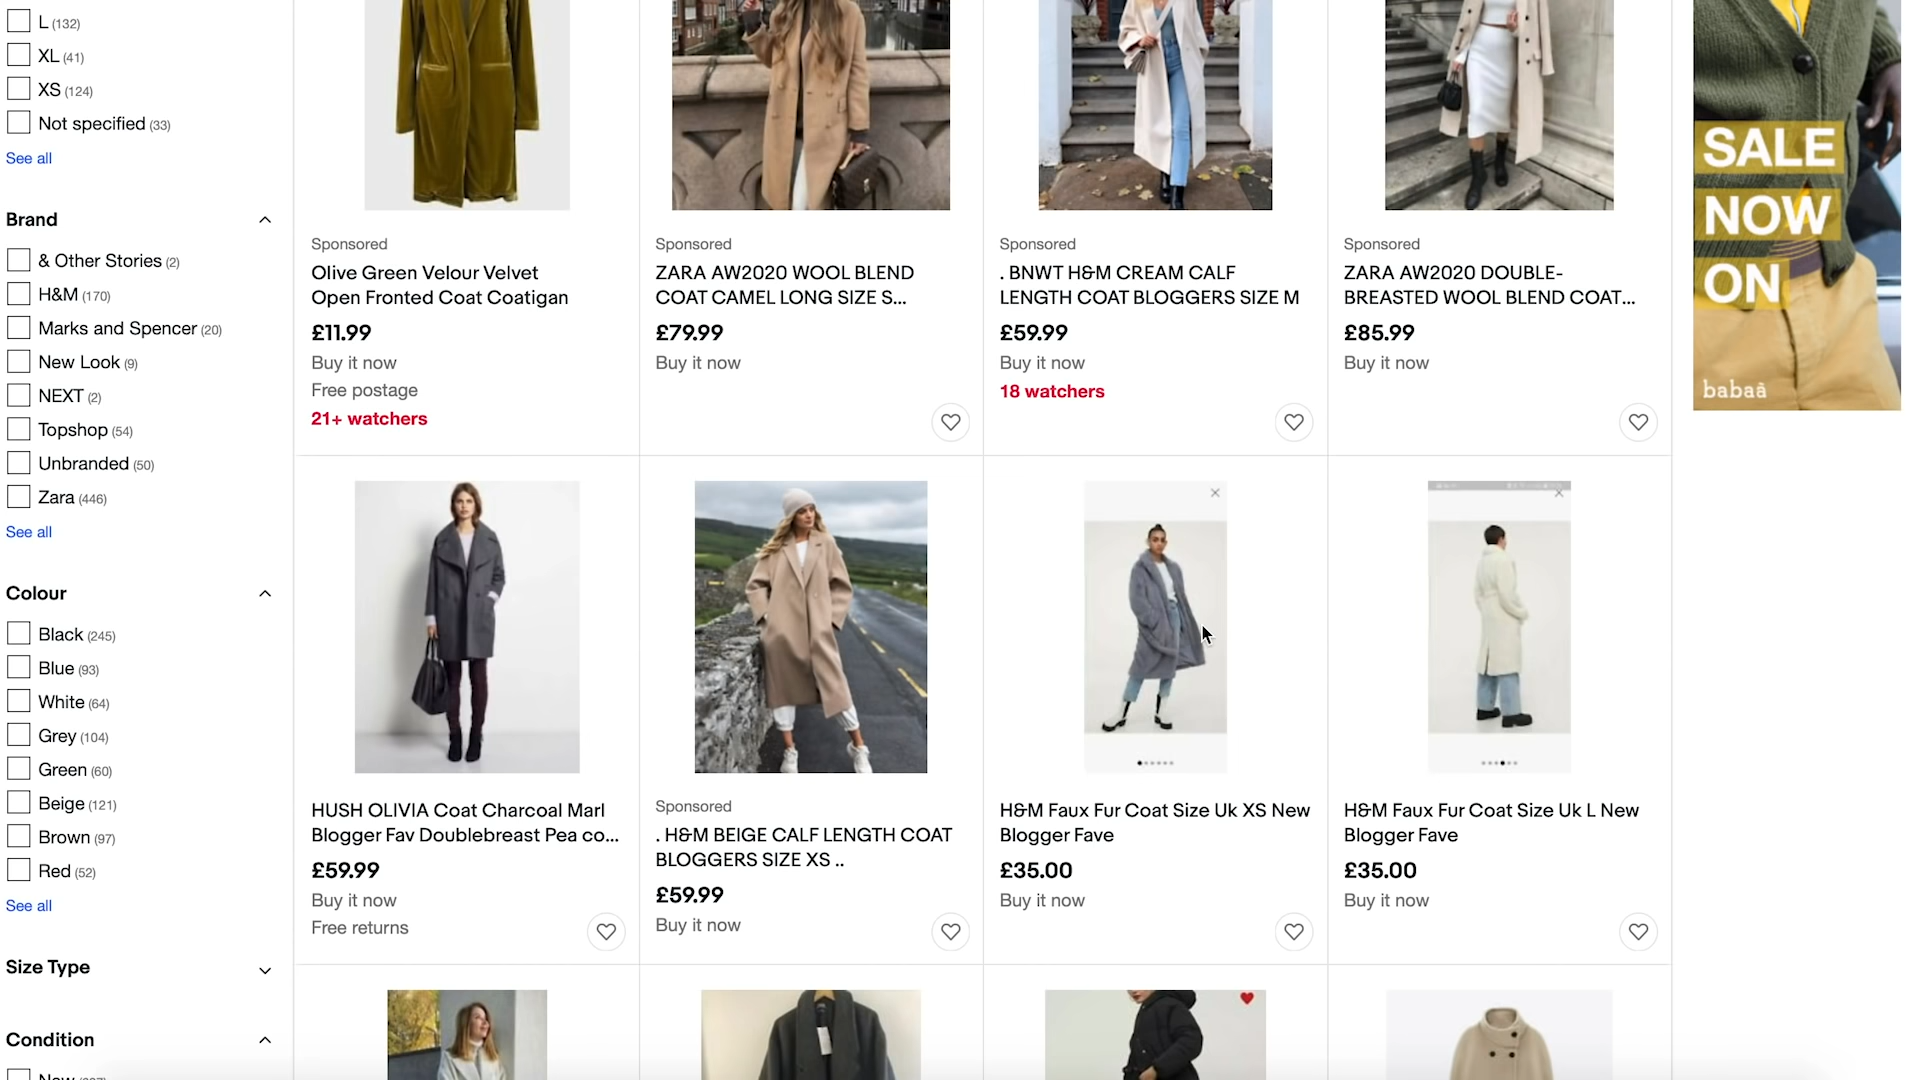 L (132)
XL (41)
XS (124)
Not specified (33)
See all
Brand
& Other Stories (2)
H&M (170)
Marks and Spencer (20)
New Look (9)
NEXT (2)
Topshop (54)
Unbranded (50)
Zara (446)
See all
Colour
Black (245)
Blue (93)
White (64)
Grey (104)
Green (60)
Beige (121)
Brown (97)
Red (52)
See all
Size Type
Condition
Sponsored
Olive Green Velour Velvet
Open Fronted Coat Coatigan
£11.99
Buy it now
Free postage
21+ watchers
Sponsored
ZARA AW2020 WOOL BLEND
COAT CAMEL LONG SIZE S...
£79.99
Buy it now
Sponsored
. BNWT H&M CREAM CALF
LENGTH COAT BLOGGERS SIZE M
£59.99
Buy it now
18 watchers
Sponsored
ZARA AW2020 DOUBLE-
BREASTED WOOL BLEND COAT...
£85.99
Buy it now
HUSH OLIVIA Coat Charcoal Marl
Blogger Fav Doublebreast Pea co...
£59.99
Buy it now
Free returns
Sponsored
. H&M BEIGE CALF LENGTH COAT
BLOGGERS SIZE XS ..
£59.99
Buy it now
H&M Faux Fur Coat Size Uk XS New
Blogger Fave
£35.00
Buy it now
H&M Faux Fur Coat Size Uk L New
Blogger Fave
£35.00
Buy it now
SALE
NOW
ON
babaà